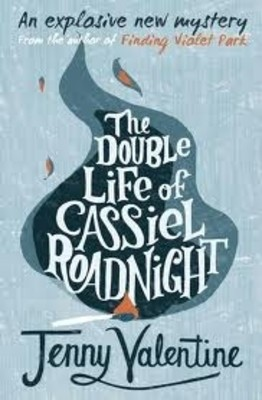 An explosive new mystery
From the author of Finding Violet Park
The
Double
Life of
Cassiel
Roadnight
Jenny Valentine